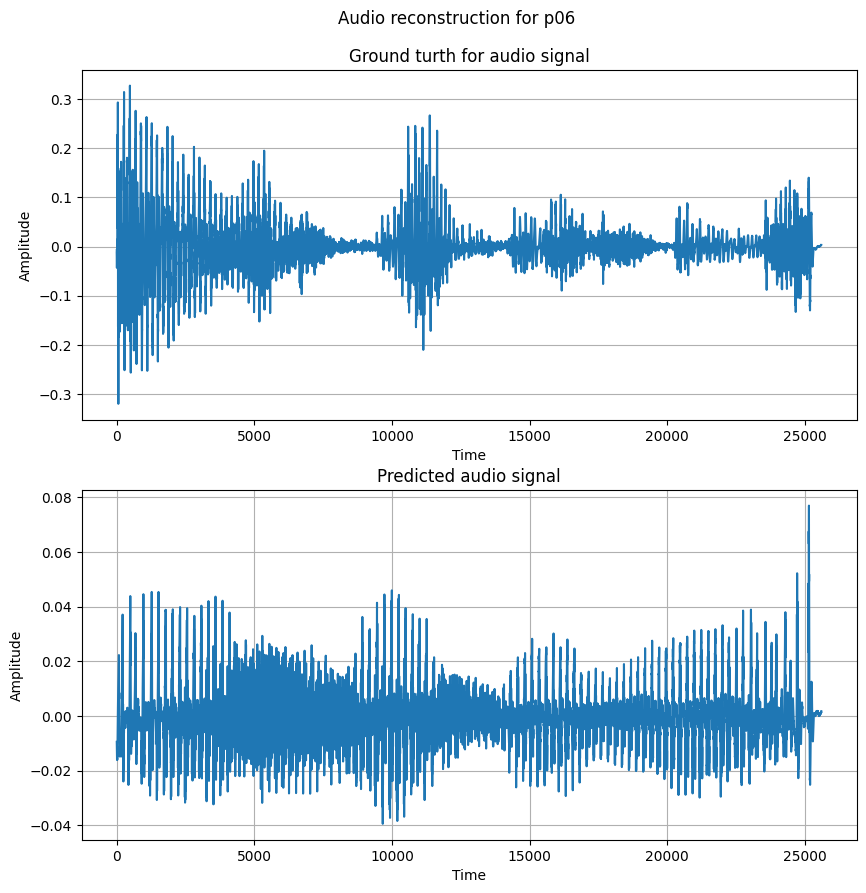 Audio reconstruction for p06
Ground turth for audio signal
0.3
0.2
0.1
0.0
−0.1
−0.2
−0.3
Amplitude
0 5000 10000 15000 20000 25000
Time
Predicted audio signal
0.08
0.06
0.04
0.02
0.00
−0.02
−0.04
Amplitude
0 5000 10000 15000 20000 25000
Time